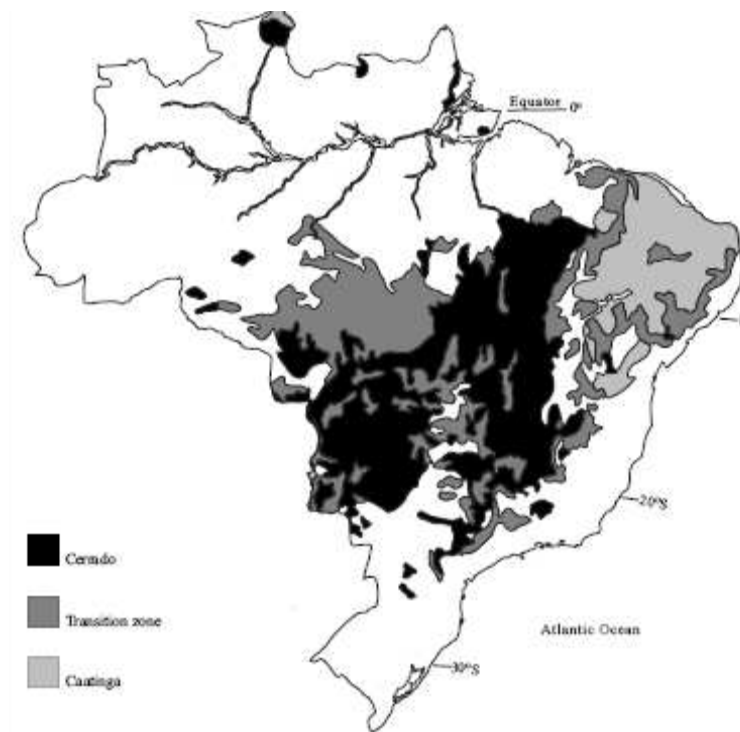 Equator
0°
20°S
Cerrado
Transition zone
Caatinga
Atlantic Ocean
30°S